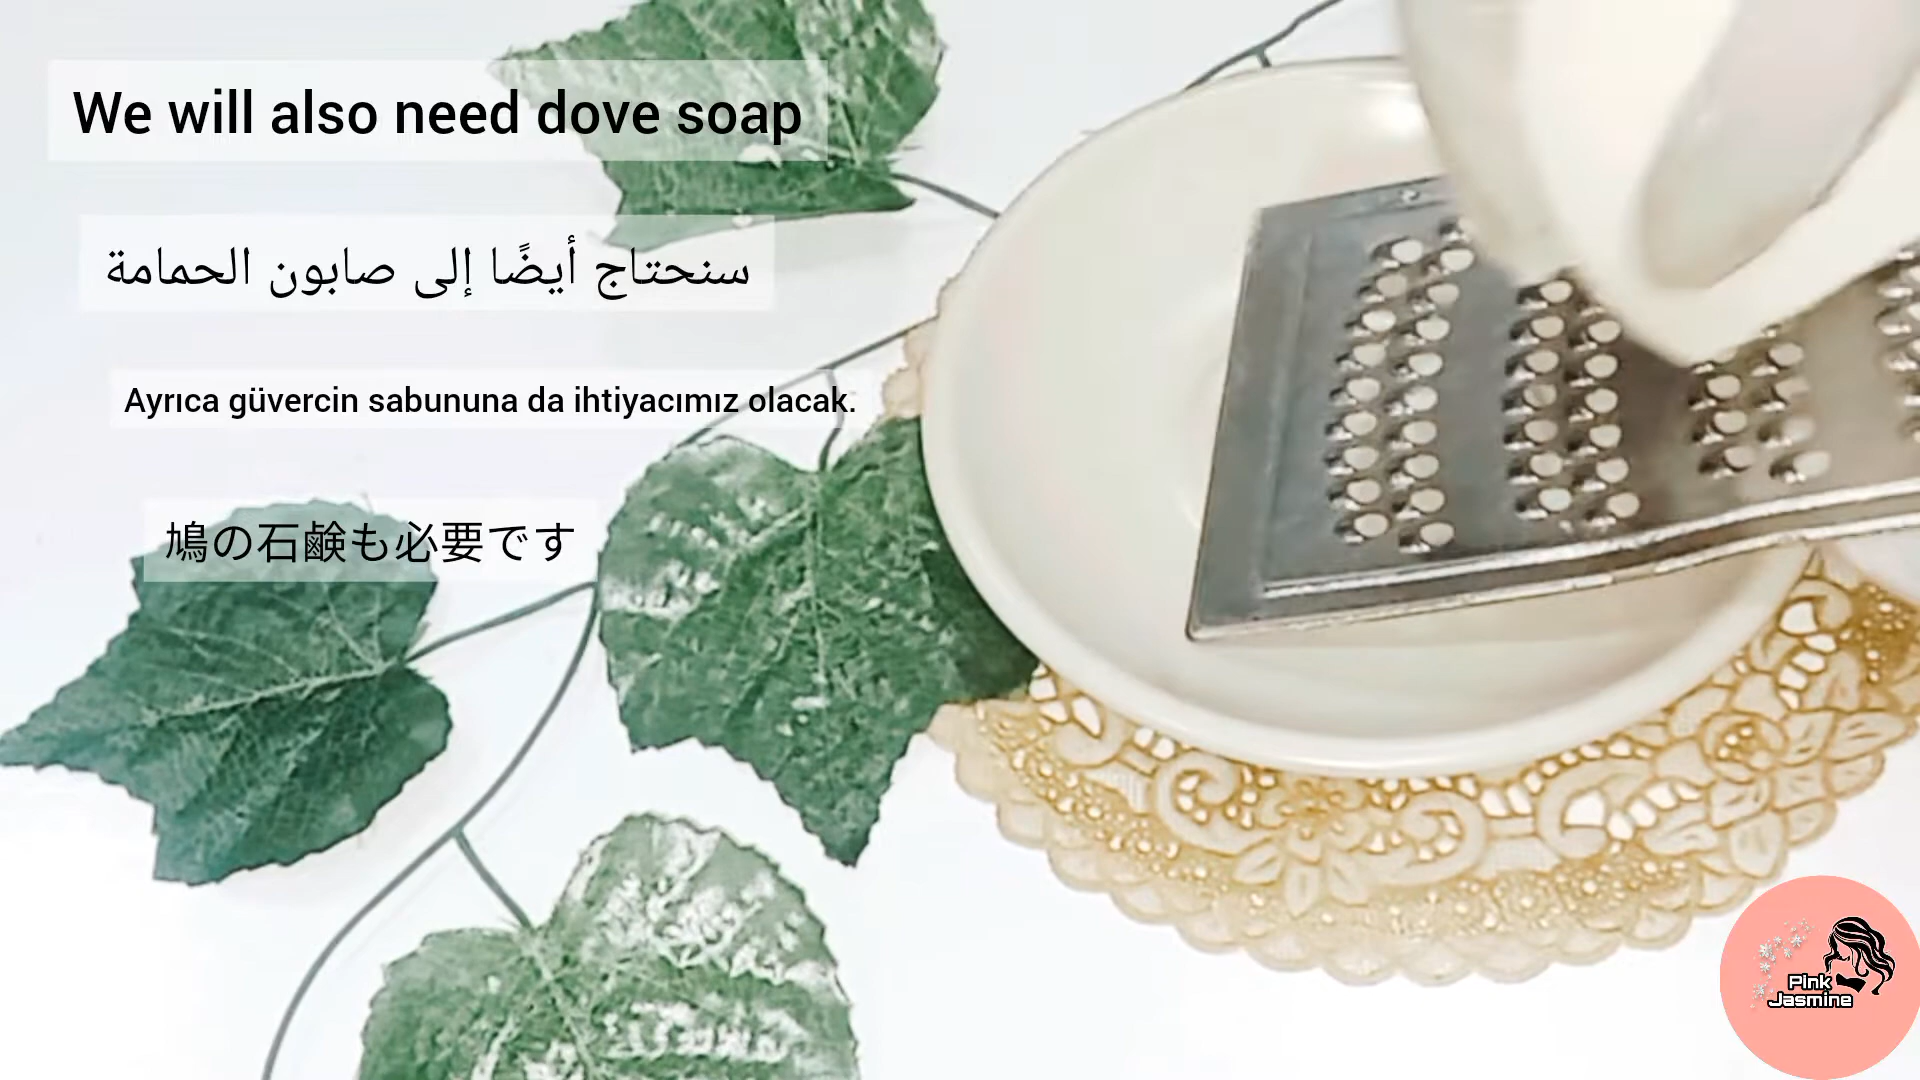 We will also need dove soap
سنحتاج أيضًا إلى صابون الحمامة
Ayrıca güvercin sabununa da ihtiyacımız olacak.
鳩の石鹸も必要です
Pink
Jasmine